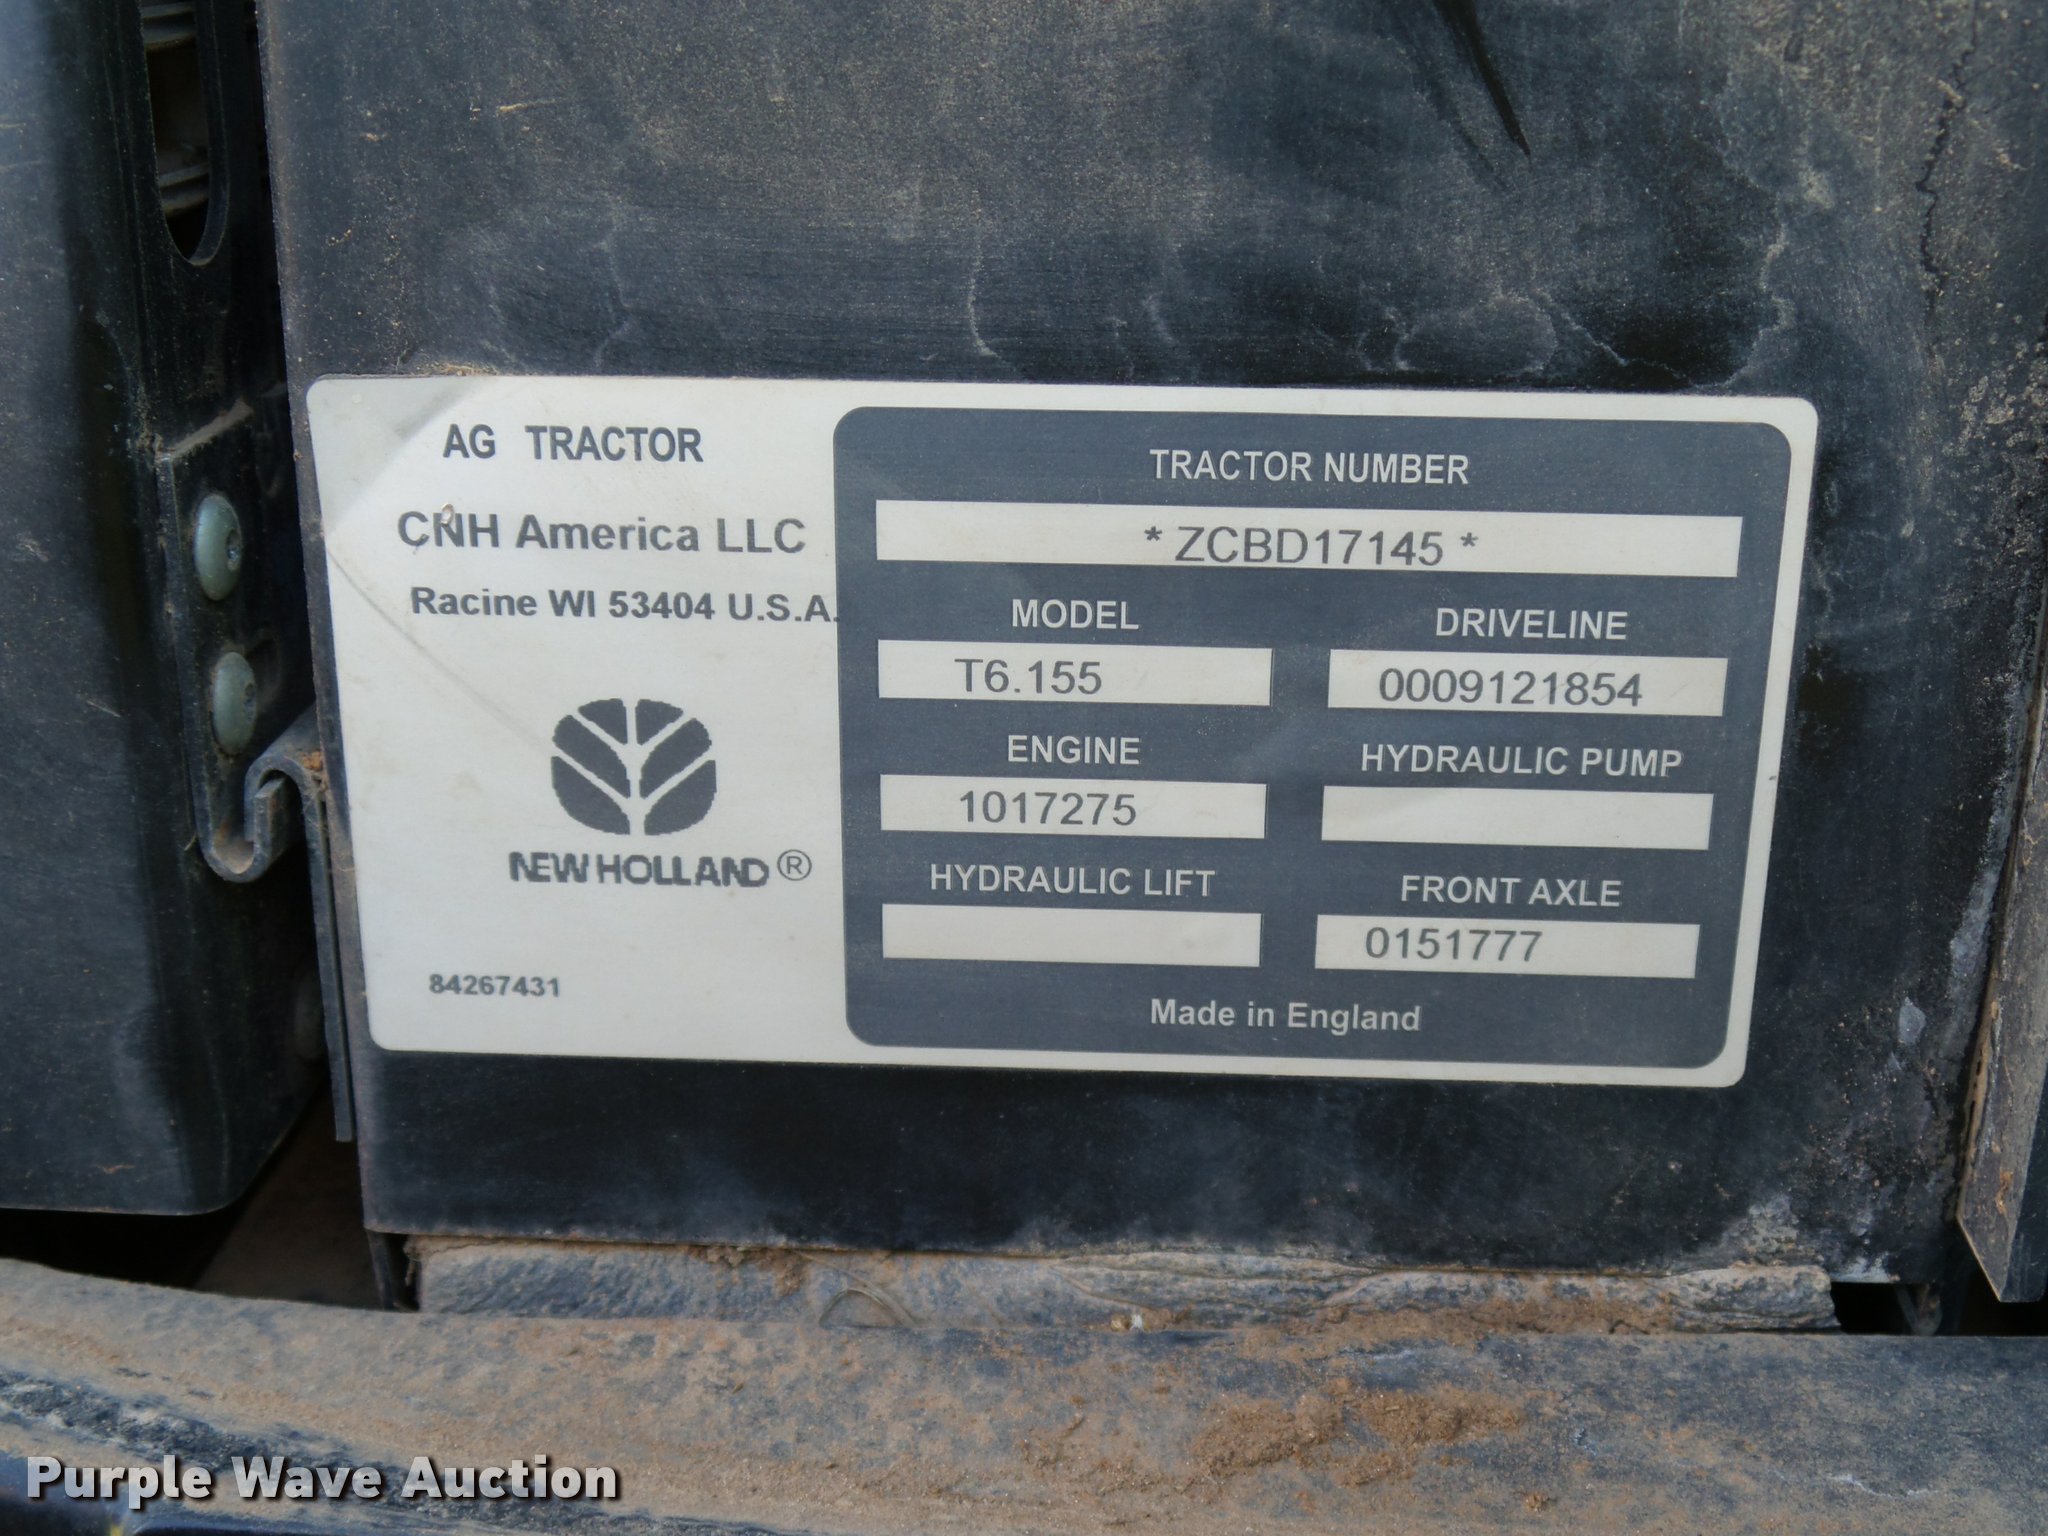 AG TRACTOR
CNH America LLC
Racine WI 53404 U.S.A.
NEW HOLLAND®
84267431
TRACTOR NUMBER
* ZCBD17145 *
MODEL
T6.155
DRIVELINE
0009121854
ENGINE
1017275
HYDRAULIC PUMP
HYDRAULIC LIFT
FRONT AXLE
0151777
Made in England
Purple Wave Auction